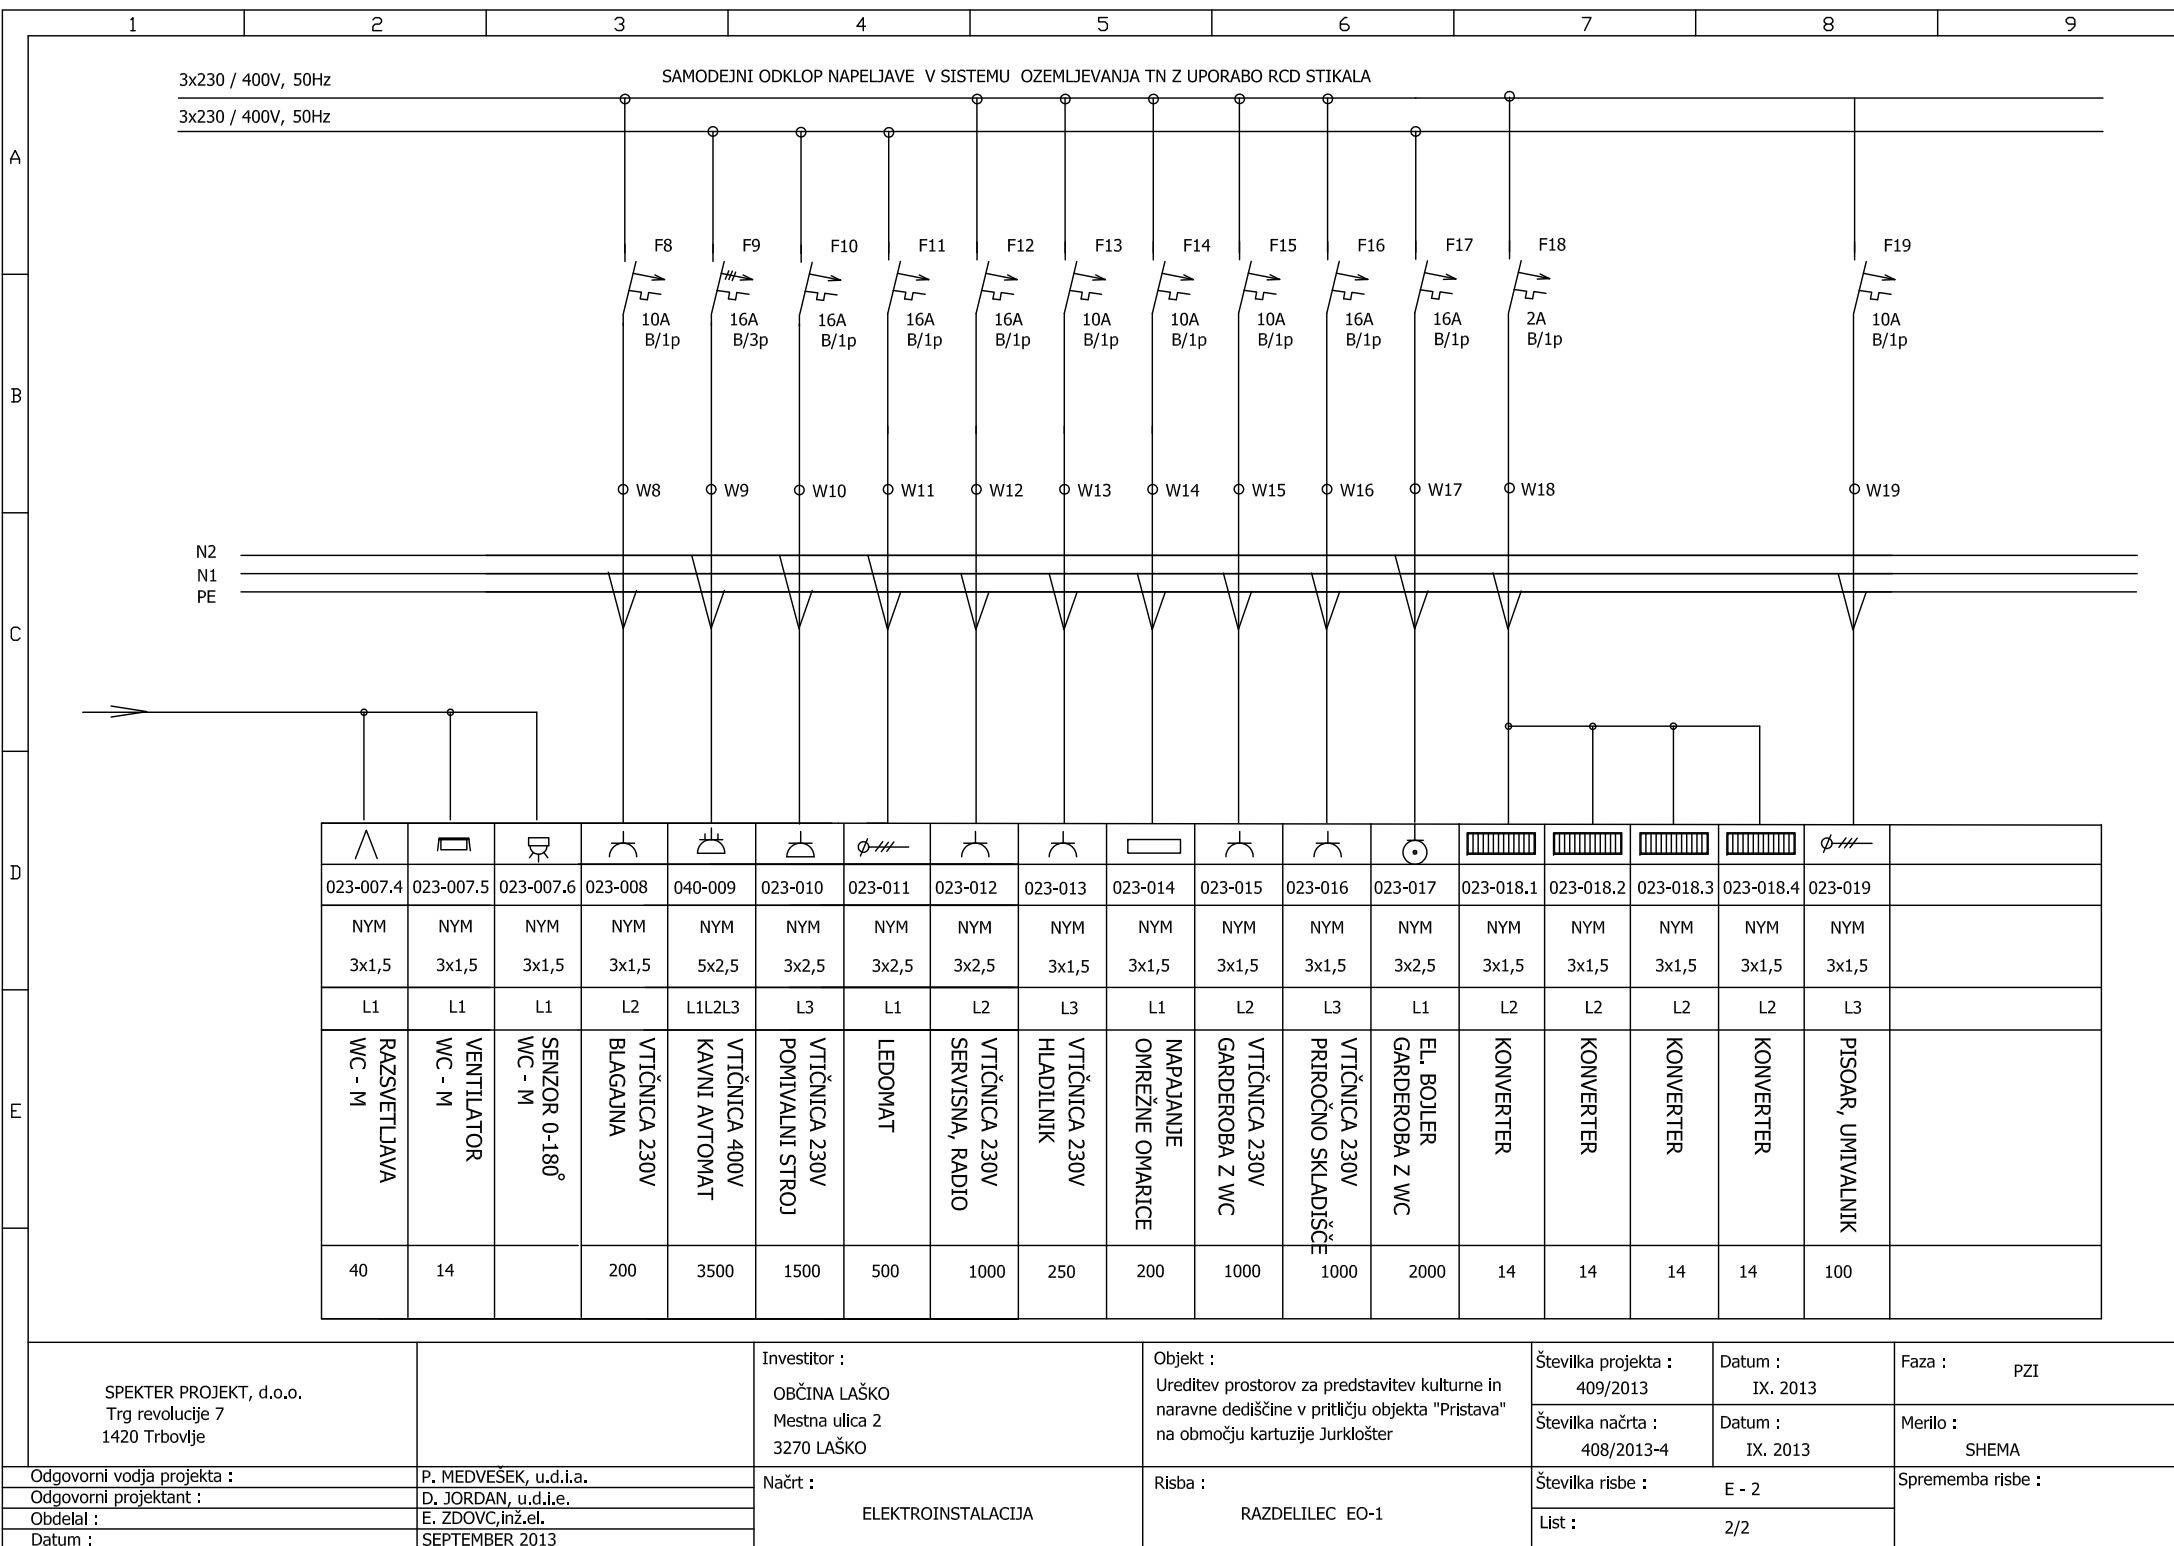 1 2 3 4 5 6 7 8 9
3x230 / 400V, 50Hz
SAMODEJNI ODKLOP NAPELJAVE V SISTEMU OZEMLJEVANJA TN Z UPORABO RCD STIKALA
3x230 / 400V, 50Hz
A
F8 F9 F10 F11 F12 F13 F14 F15 F16 F17 F18 F19
10A 16A 16A 16A 16A 10A 10A 10A 16A 16A 2A 10A
B/1p B/3p B/1p B/1p B/1p B/1p B/1p B/1p B/1p B/1p B/1p B/1p
B
W8 W9 W10 W11 W12 W13 W14 W15 W16 W17 W18 W19
N2
N1
PE
C
D
023-007.4 023-007.5 023-007.6 023-008 040-009 023-010 023-011 023-012 023-013 023-014 023-015 023-016 023-017 023-018.1 023-018.2 023-018.3 023-018.4 023-019
NYM NYM NYM NYM NYM NYM NYM NYM NYM NYM NYM NYM NYM NYM NYM NYM NYM NYM
3x1,5 3x1,5 3x1,5 3x1,5 5x2,5 3x2,5 3x2,5 3x2,5 3x1,5 3x1,5 3x1,5 3x1,5 3x2,5 3x1,5 3x1,5 3x1,5 3x1,5 3x1,5
L1 L1 L1 L2 L1L2L3 L3 L1 L2 L3 L1 L2 L3 L1 L2 L2 L2 L2 L3
E
RAZSVETLJAVA
WC - M
VENTILATOR
WC - M
SENZOR 0-180°
WC - M
VTIČNICA 230V
BLAGAJNA
VTIČNICA 400V
KAVNI AVTOMAT
VTIČNICA 230V
POMIVALNI STROJ
LEDOMAT
VTIČNICA 230V
SERVISNA, RADIO
VTIČNICA 230V
HLADILNIK
NAPAJANJE
OMREŽNE OMARICE
VTIČNICA 230V
GARDEROBA Z WC
VTIČNICA 230V
PRIROČNO SKLADIŠČE
EL. BOJLER
GARDEROBA Z WC
KONVERTER
KONVERTER
KONVERTER
KONVERTER
PISOAR, UMIVALNIK
40 14 200 3500 1500 500 1000 250 200 1000 1000 2000 14 14 14 14 100
SPEKTER PROJEKT, d.o.o.
Trg revolucije 7
1420 Trbovlje
Investitor :
OBČINA LAŠKO
Mestna ulica 2
3270 LAŠKO
Objekt :
Ureditev prostorov za predstavitev kulturne in
naravne dediščine v pritličju objekta "Pristava"
na območju kartuzije Jurklošter
Številka projekta :
409/2013
Datum :
IX. 2013
Faza :
PZI
Številka načrta :
408/2013-4
Datum :
IX. 2013
Merilo :
SHEMA
Odgovorni vodja projekta : P. MEDVEŠEK, u.d.i.a.
Odgovorni projektant : D. JORDAN, u.d.i.e.
Obdelal : E. ZDOVC,inž.el.
Datum : SEPTEMBER 2013
Načrt :
ELEKTROINSTALACIJA
Risba :
RAZDELILEC EO-1
Številka risbe :
E - 2
Sprememba risbe :
List :
2/2